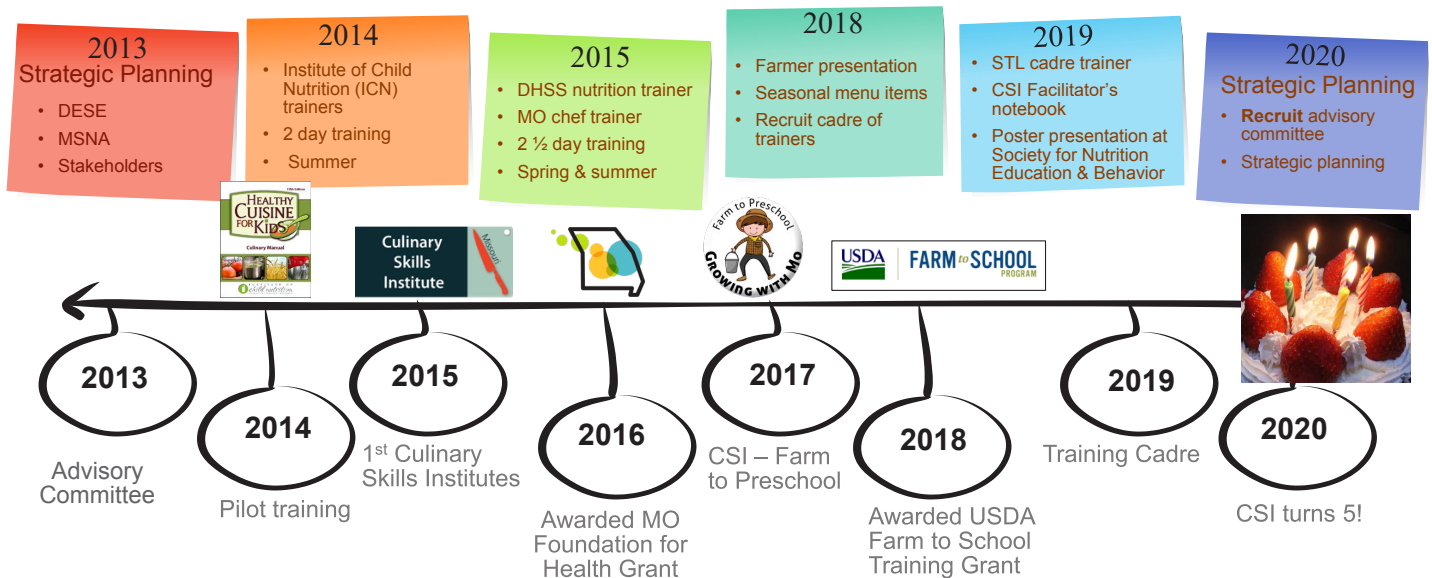 2013
Strategic Planning
• DESE
• MSNA
• Stakeholders
2014
• Institute of Child
Nutrition (ICN)
trainers
• 2 day training
• Summer
2015
• DHSS nutrition trainer
• MO chef trainer
• 2 ½ day training
• Spring & summer
2018
• Farmer presentation
• Seasonal menu items
• Recruit cadre of
trainers
2019
• STL cadre trainer
• CSI Facilitator's
notebook
• Poster presentation at
Society for Nutrition
Education & Behavior
2020
Strategic Planning
• Recruit advisory
committee
• Strategic planning
HEALTHY
CUISINE
FOR KIDS
Culinary Manual
child nutrition
Culinary
Skills
Institute
Missouri
Farm to Preschool
GROWING WITH Mo
USDA
FARM to SCHOOL
PROGRAM
2013
Advisory
Committee
2014
Pilot training
2015
1st Culinary
Skills Institutes
2016
Awarded MO
Foundation for
Health Grant
2017
CSI – Farm
to Preschool
2018
Awarded USDA
Farm to School
Training Grant
2019
Training Cadre
2020
CSI turns 5!